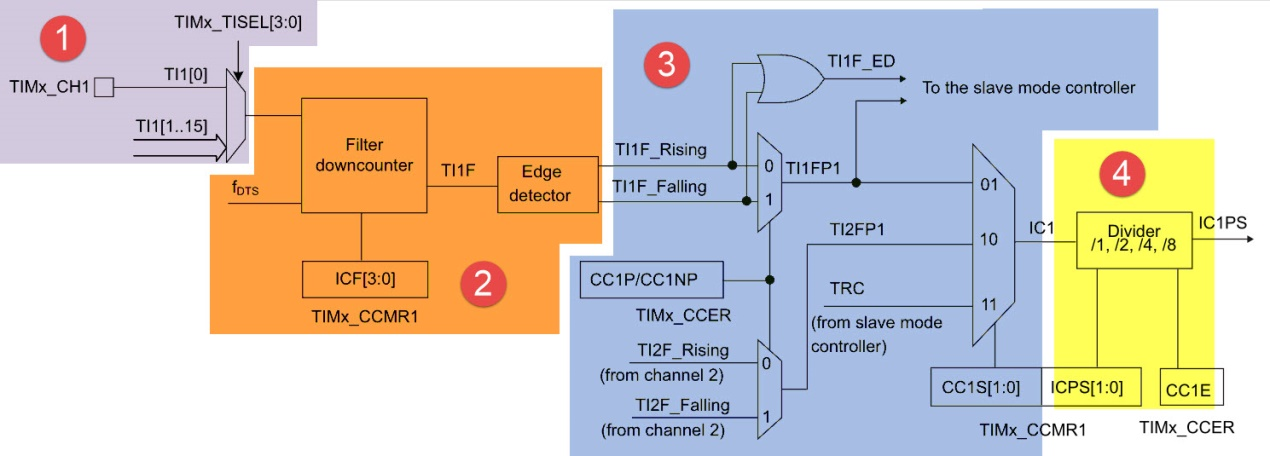 1
TIMx_TISEL[3:0]
TIMx_CH1
TI1[0]
TI1[1..15]
2
Filter
downcounter
fDTS
TI1F
Edge
detector
ICF[3:0]
TIMx_CCMR1
3
TI1F_ED
To the slave mode controller
TI1F_Rising
TI1F_Falling
0
1
TI1FP1
01
TI2FP1
10
TRC
11
(from slave mode
controller)
CC1P/CC1NP
TIMx_CCER
TI2F_Rising
(from channel 2)
TI2F_Falling
(from channel 2)
0
1
IC1
4
Divider
/1, /2, /4, /8
IC1PS
CC1S[1:0]
ICPS[1:0]
CC1E
TIMx_CCMR1
TIMx_CCER